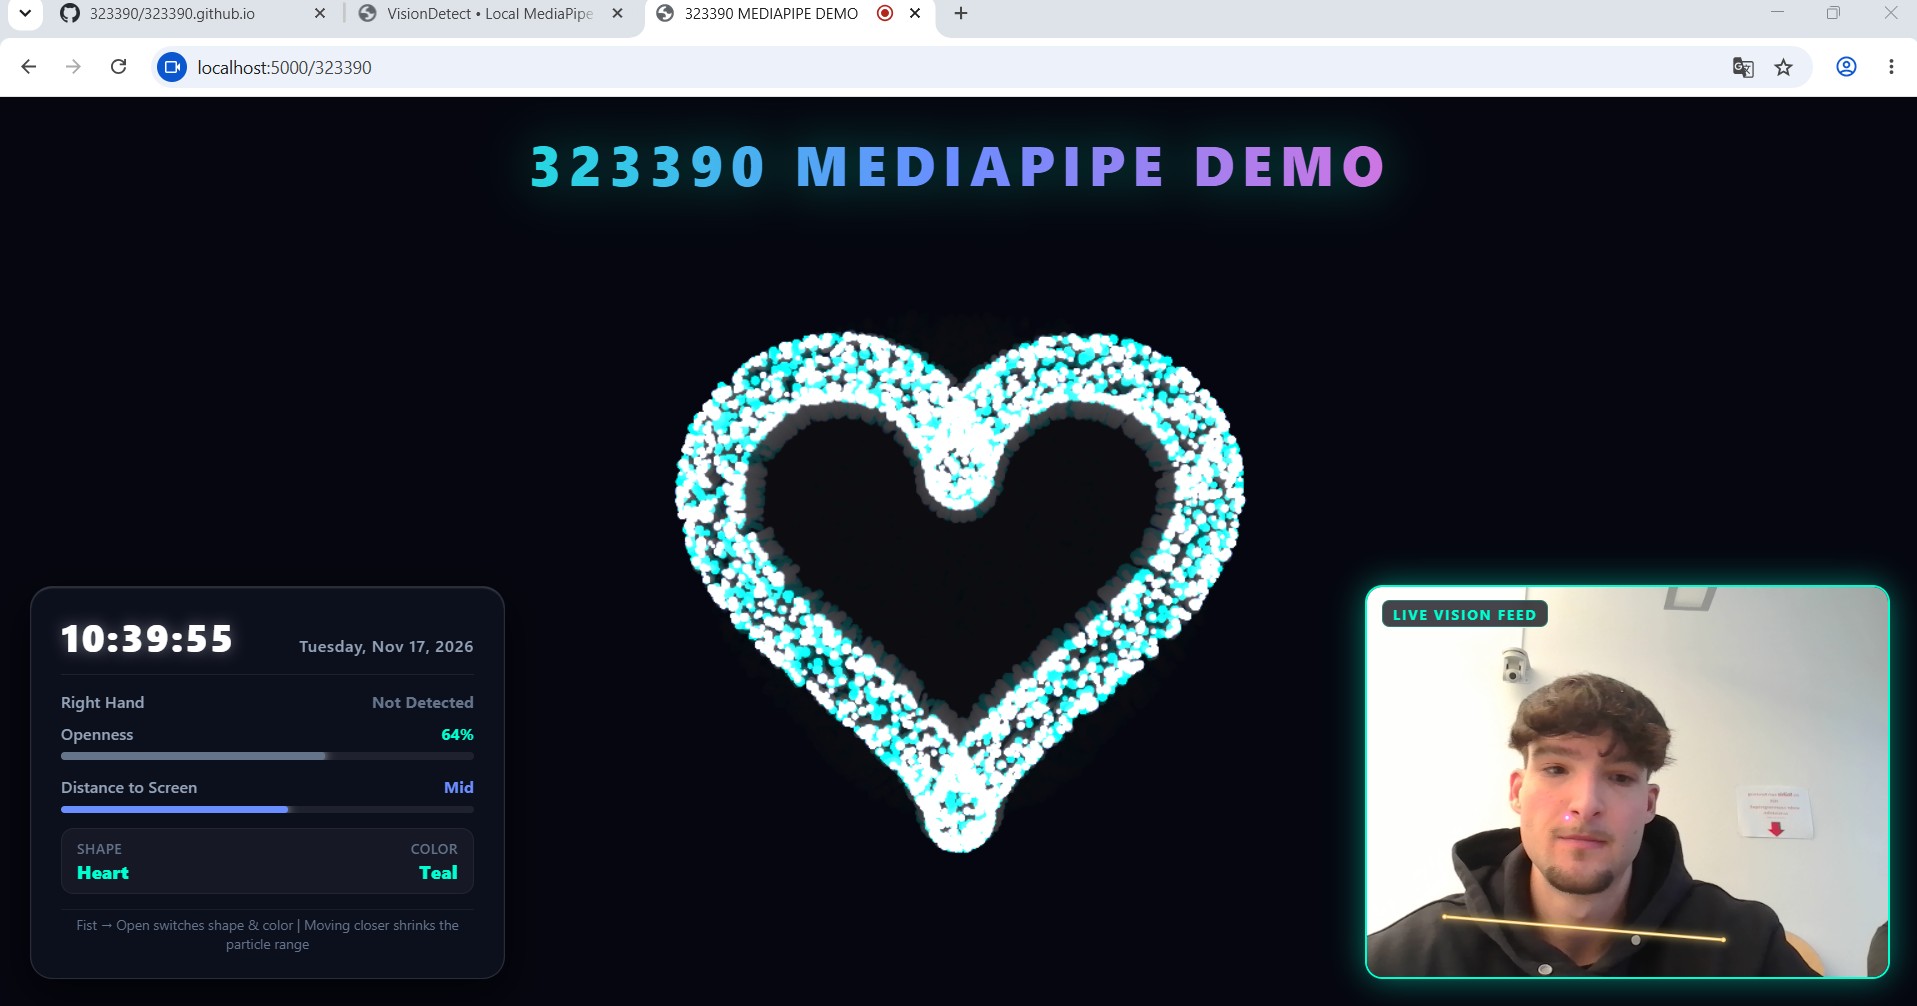 323390/323390.github.io
VisionDetect • Local MediaPipe
323390 MEDIAPIPE DEMO
localhost:5000/323390
323390 MEDIAPIPE DEMO
10:39:55
Tuesday, Nov 17, 2026
Right Hand
Not Detected
Openness
64%
Distance to Screen
Mid
SHAPE
COLOR
Heart
Teal
Fist → Open switches shape & color | Moving closer shrinks the
particle range
LIVE VISION FEED